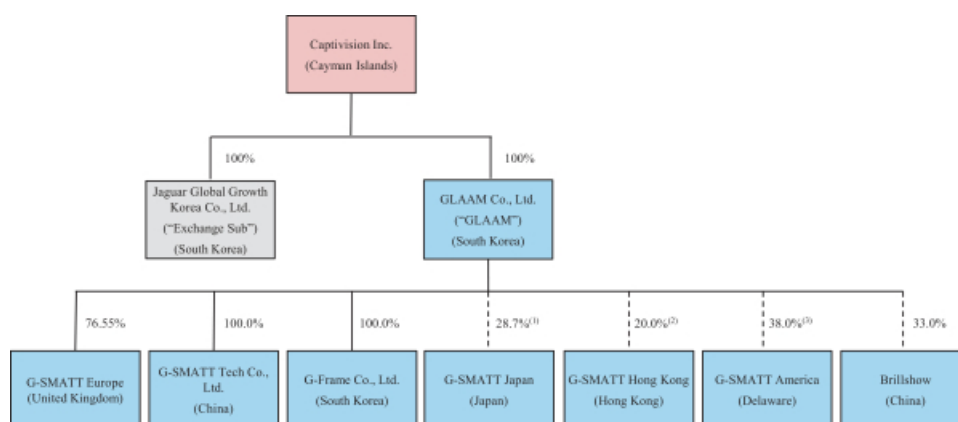 Captivision Inc.
(Cayman Islands)
100%
100%
Jaguar Global Growth
Korea Co., Ltd.
(“Exchange Sub”)
(South Korea)
GLAAM Co., Ltd.
(“GLAAM”)
(South Korea)
76.55%
100.0%
100.0%
28.7%(1)
20.0%(2)
38.0%(3)
33.0%
G-SMATT Europe
(United Kingdom)
G-SMATT Tech Co.,
Ltd.
(China)
G-Frame Co., Ltd.
(South Korea)
G-SMATT Japan
(Japan)
G-SMATT Hong Kong
(Hong Kong)
G-SMATT America
(Delaware)
Brillshow
(China)